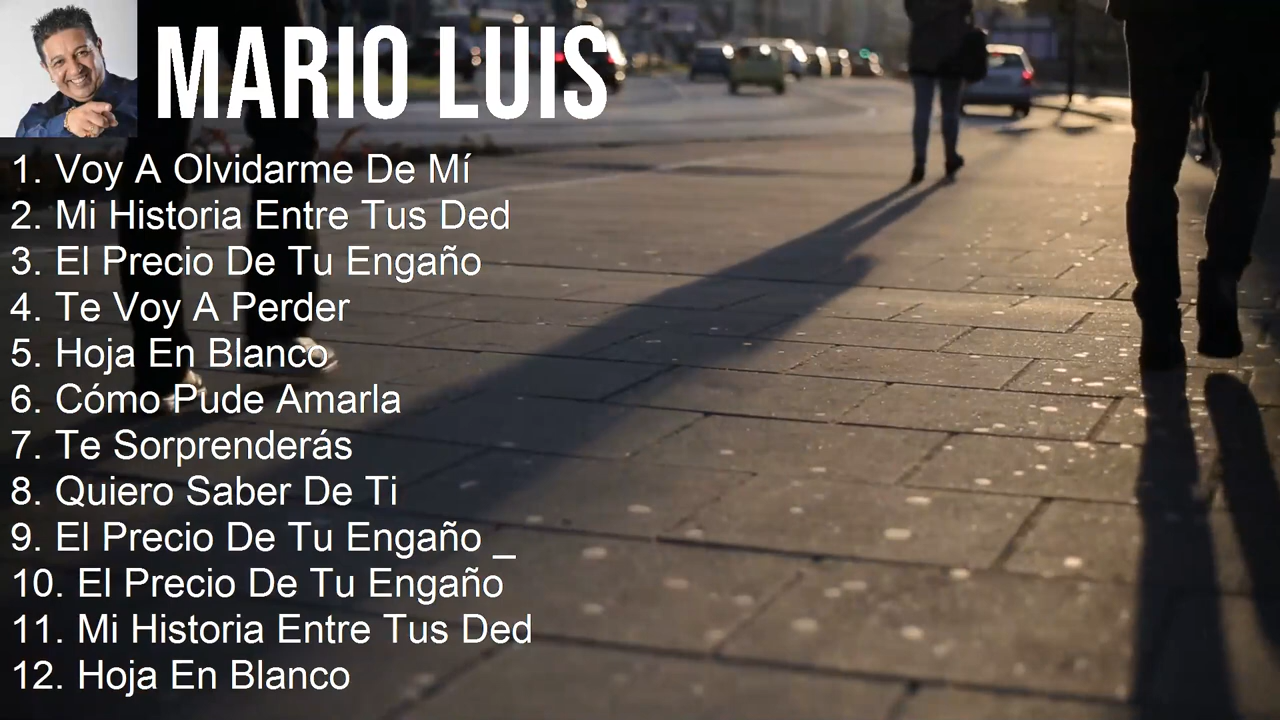 MARIO LUIS
1. Voy A Olvidarme De Mí
2. Mi Historia Entre Tus Ded
3. El Precio De Tu Engaño
4. Te Voy A Perder
5. Hoja En Blanco
6. Cómo Pude Amarla
7. Te Sorprenderás
8. Quiero Saber De Ti
9. El Precio De Tu Engaño _
10. El Precio De Tu Engaño
11. Mi Historia Entre Tus Ded
12. Hoja En Blanco